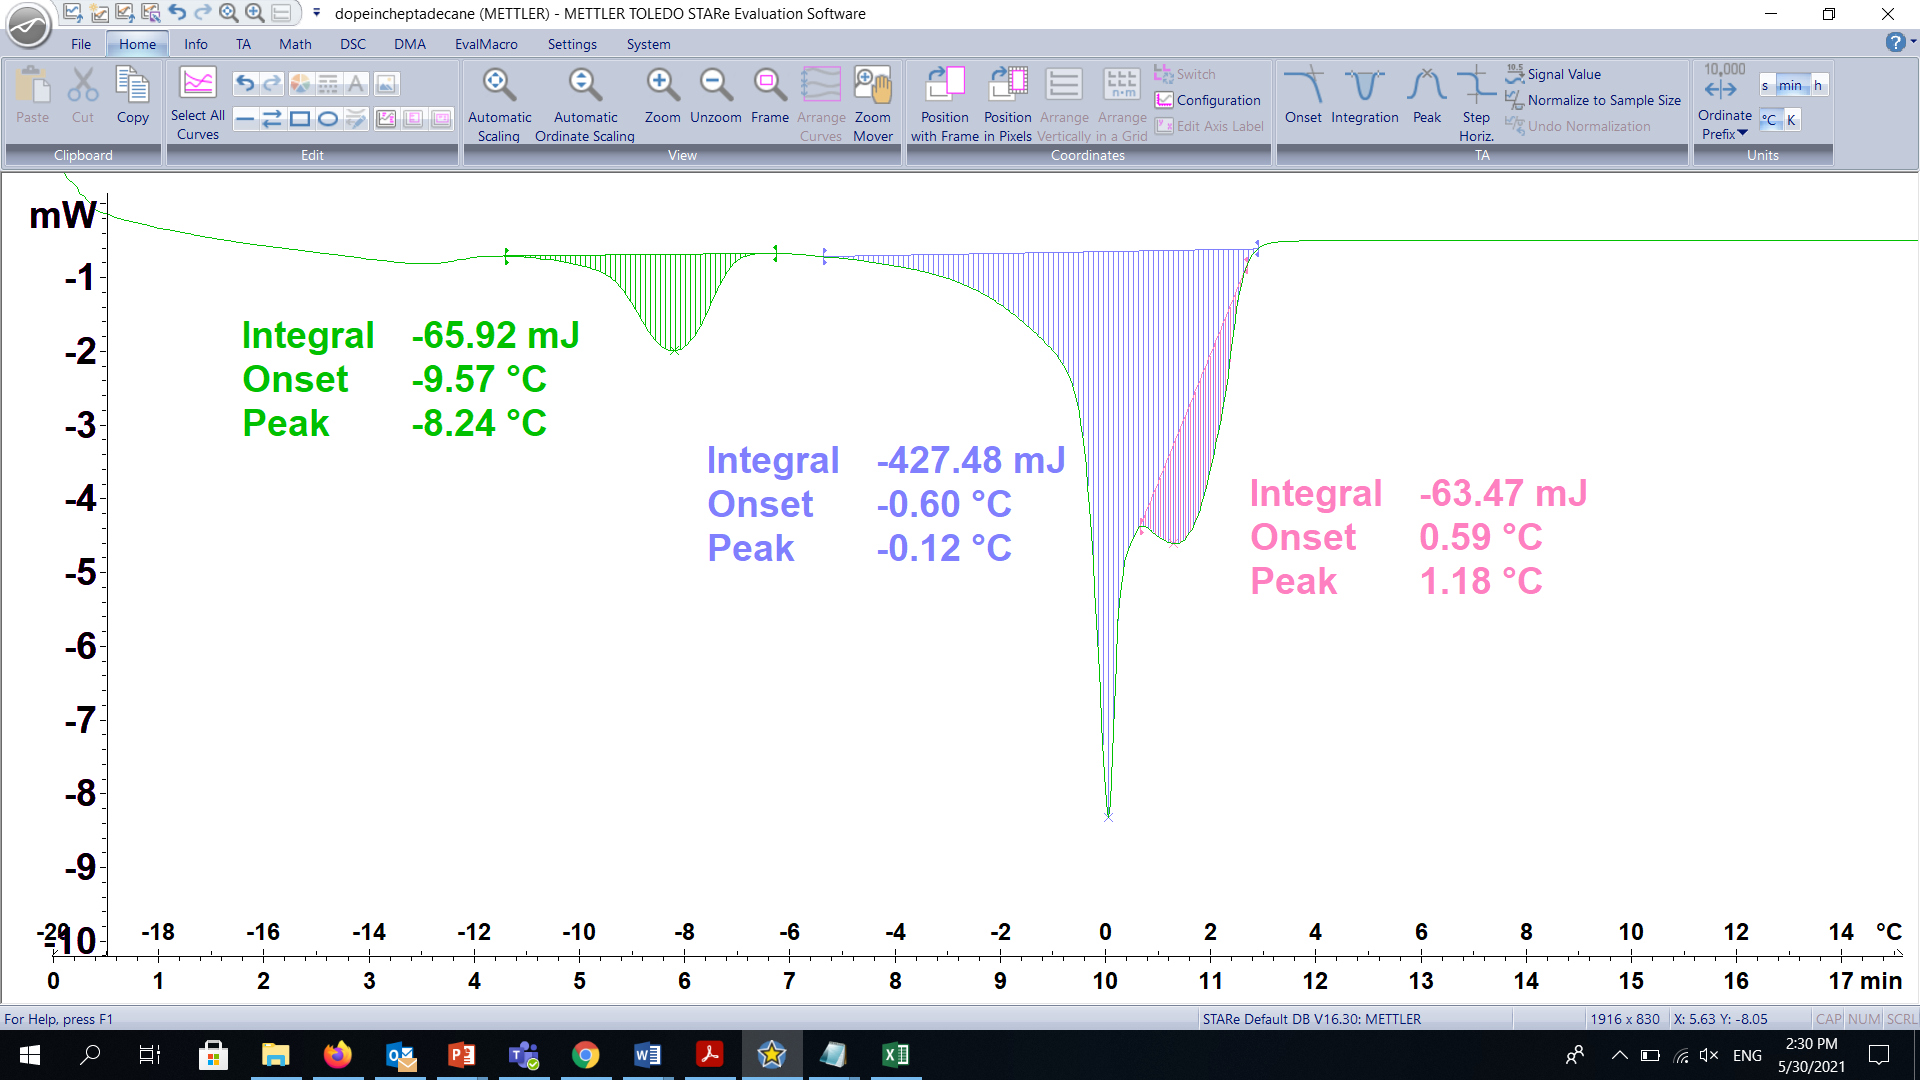 dopeincheptadecane (METTLER) - METTLER TOLEDO STARe Evaluation Software
File Home Info TA Math DSC DMA EvalMacro Settings System
Paste Cut Copy
Clipboard
Select All Curves
Edit
Automatic Scaling
Automatic Ordinate Scaling
Zoom Unzoom Frame
Arrange Curves
Zoom Mover
View
Position with Frame
Position in Pixels
Arrange Vertically
Arrange in a Grid
Switch
Configuration
Edit Axis Label
Coordinates
Onset Integration Peak
Step Horiz.
Signal Value
Normalize to Sample Size
Undo Normalization
TA
10,000
Ordinate Prefix
s min h
°C K
Units
mW
-1
-2
-3
-4
-5
-6
-7
-8
-9
-10
Integral -65.92 mJ
Onset -9.57 °C
Peak -8.24 °C
Integral -427.48 mJ
Onset -0.60 °C
Peak -0.12 °C
Integral -63.47 mJ
Onset 0.59 °C
Peak 1.18 °C
-20 -18 -16 -14 -12 -10 -8 -6 -4 -2 0 2 4 6 8 10 12 14 °C
0 1 2 3 4 5 6 7 8 9 10 11 12 13 14 15 16 17 min
For Help, press F1
STARe Default DB V16.30: METTLER
1916 x 830
X: 5.63 Y: -8.05
CAP NUM SCRL
ENG
2:30 PM
5/30/2021